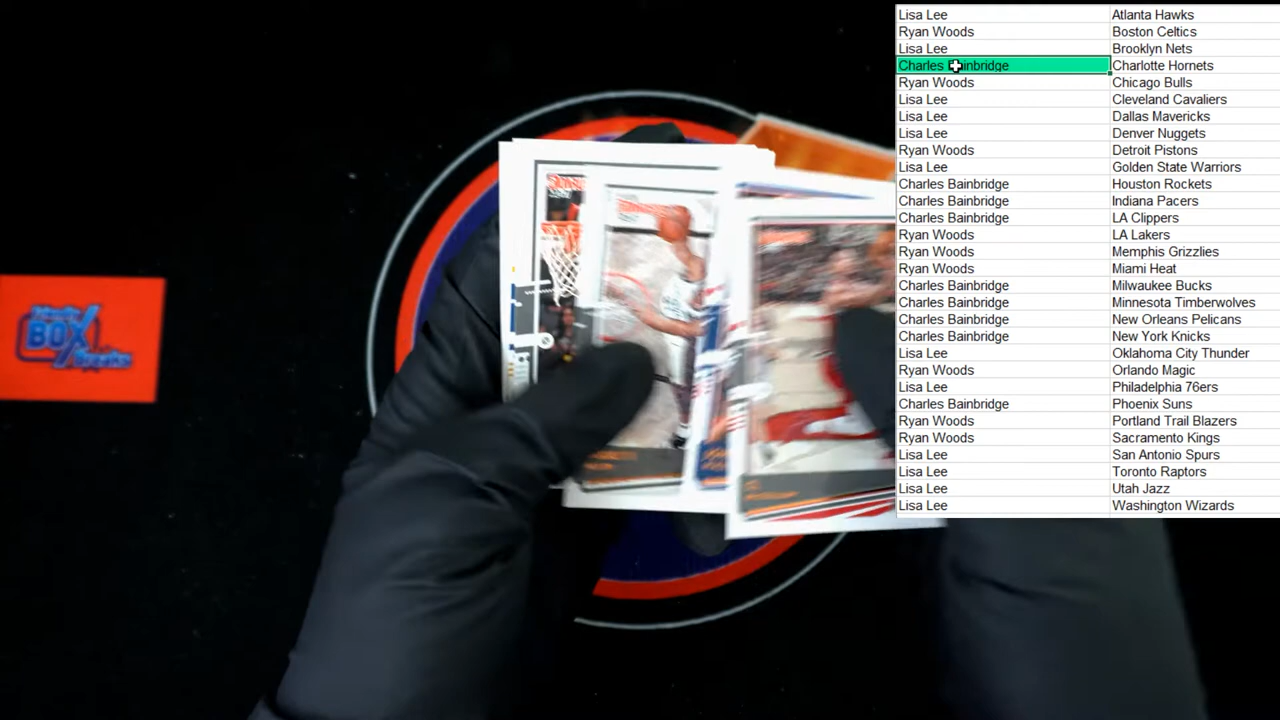 Lisa Lee Atlanta Hawks
Ryan Woods Boston Celtics
Lisa Lee Brooklyn Nets
Charles Bainbridge Charlotte Hornets
Ryan Woods Chicago Bulls
Lisa Lee Cleveland Cavaliers
Lisa Lee Dallas Mavericks
Lisa Lee Denver Nuggets
Ryan Woods Detroit Pistons
Lisa Lee Golden State Warriors
Charles Bainbridge Houston Rockets
Charles Bainbridge Indiana Pacers
Charles Bainbridge LA Clippers
Ryan Woods LA Lakers
Ryan Woods Memphis Grizzlies
Ryan Woods Miami Heat
Charles Bainbridge Milwaukee Bucks
Charles Bainbridge Minnesota Timberwolves
Charles Bainbridge New Orleans Pelicans
Charles Bainbridge New York Knicks
Lisa Lee Oklahoma City Thunder
Ryan Woods Orlando Magic
Lisa Lee Philadelphia 76ers
Charles Bainbridge Phoenix Suns
Ryan Woods Portland Trail Blazers
Ryan Woods Sacramento Kings
Lisa Lee San Antonio Spurs
Lisa Lee Toronto Raptors
Lisa Lee Utah Jazz
Lisa Lee Washington Wizards
BOX
Breaks